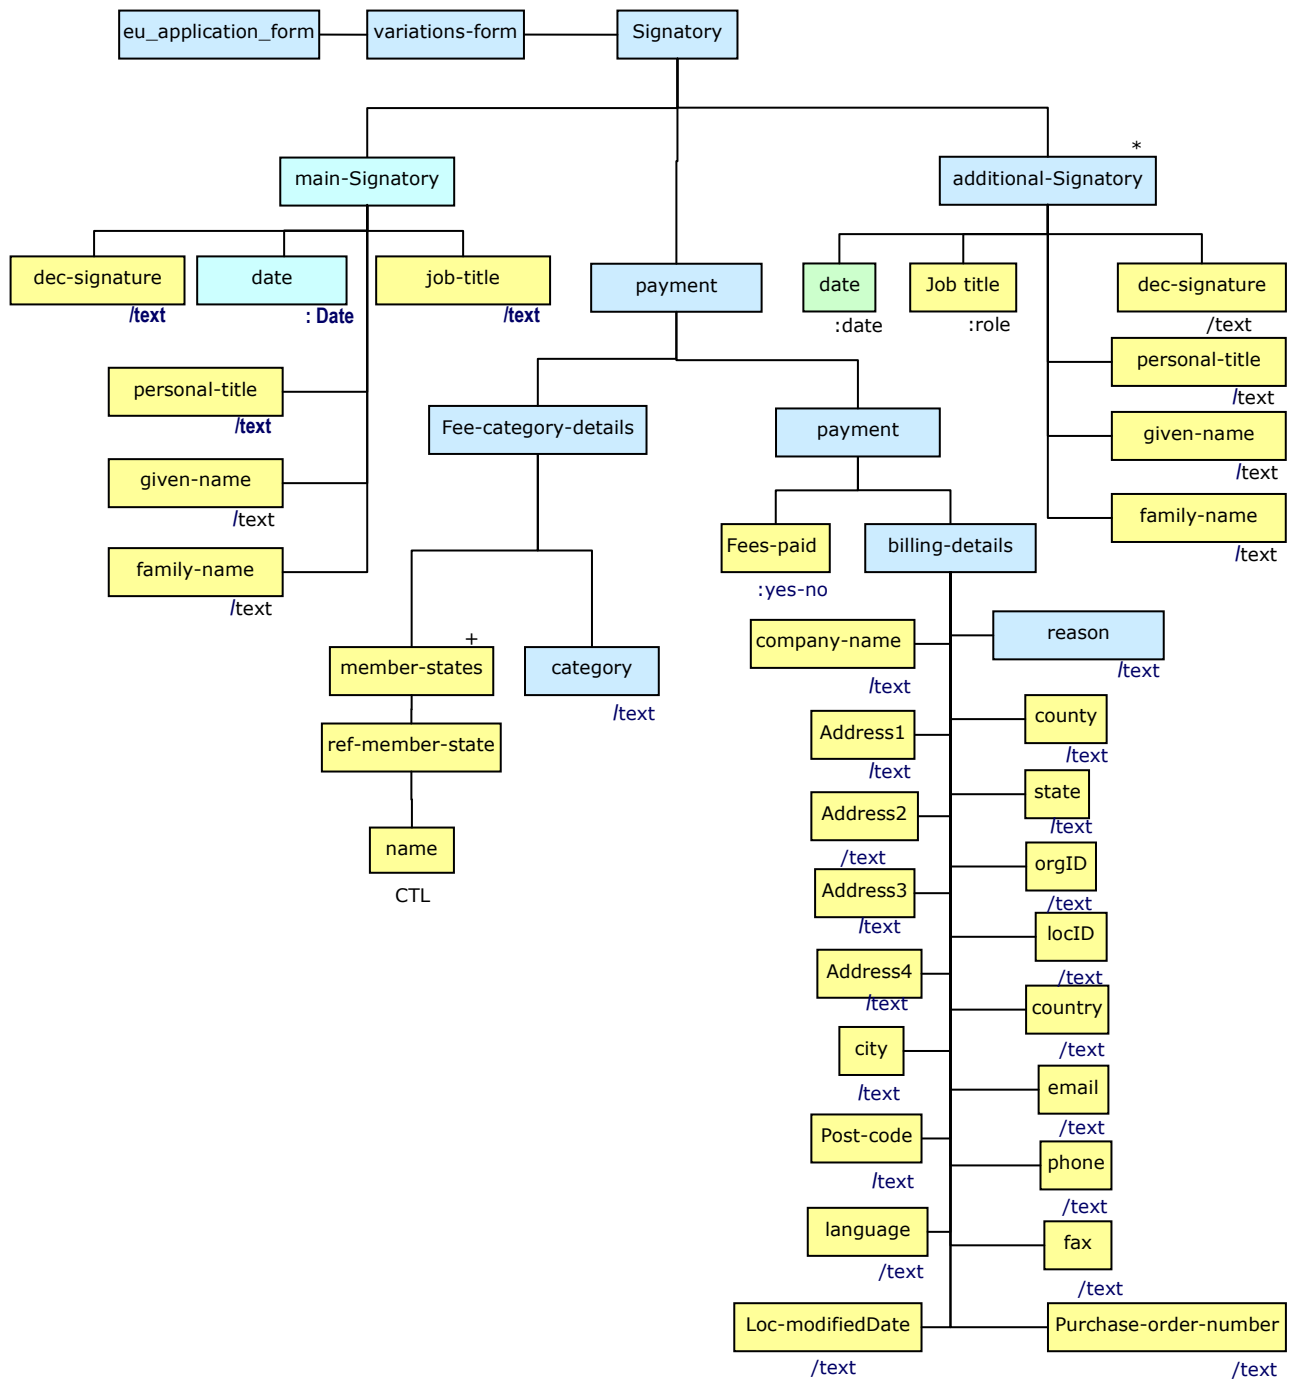 eu_application_form
variations-form
Signatory
main-Signatory
*
additional-Signatory
dec-signature
/text
date
: Date
job-title
/text
payment
date
:date
Job title
:role
dec-signature
/text
personal-title
/text
given-name
/text
family-name
/text
personal-title
/text
given-name
/text
family-name
/text
Fee-category-details
payment
+
member-states
category
/text
ref-member-state
name
CTL
Fees-paid
:yes-no
billing-details
company-name
/text
reason
/text
Address1
/text
county
/text
Address2
/text
state
/text
Address3
/text
orgID
/text
Address4
/text
locID
/text
city
/text
country
/text
Post-code
/text
email
/text
language
/text
phone
/text
fax
/text
Loc-modifiedDate
/text
Purchase-order-number
/text